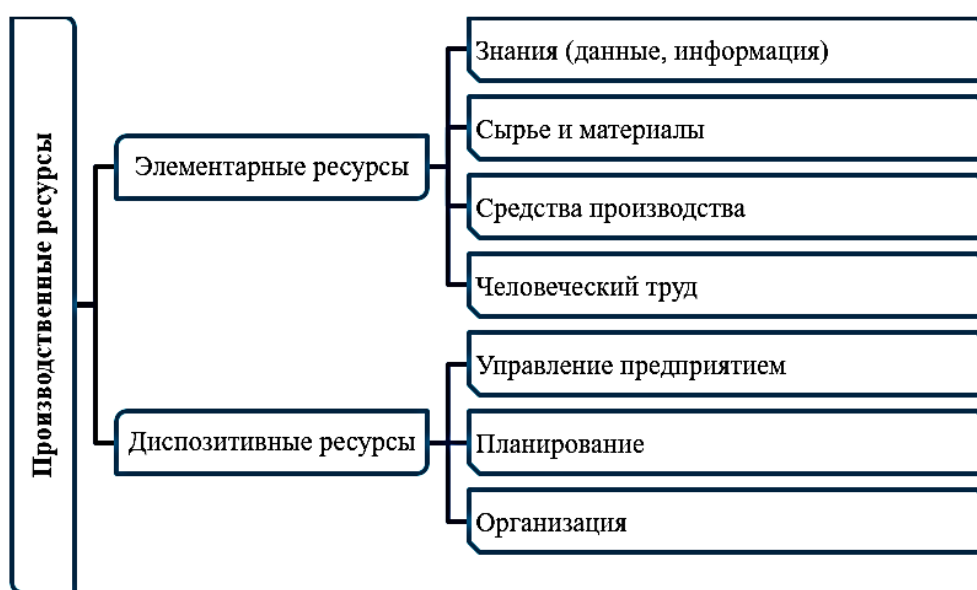 Производственные ресурсы
Элементарные ресурсы
Знания (данные, информация)
Сырье и материалы
Средства производства
Человеческий труд
Диспозитивные ресурсы
Управление предприятием
Планирование
Организация